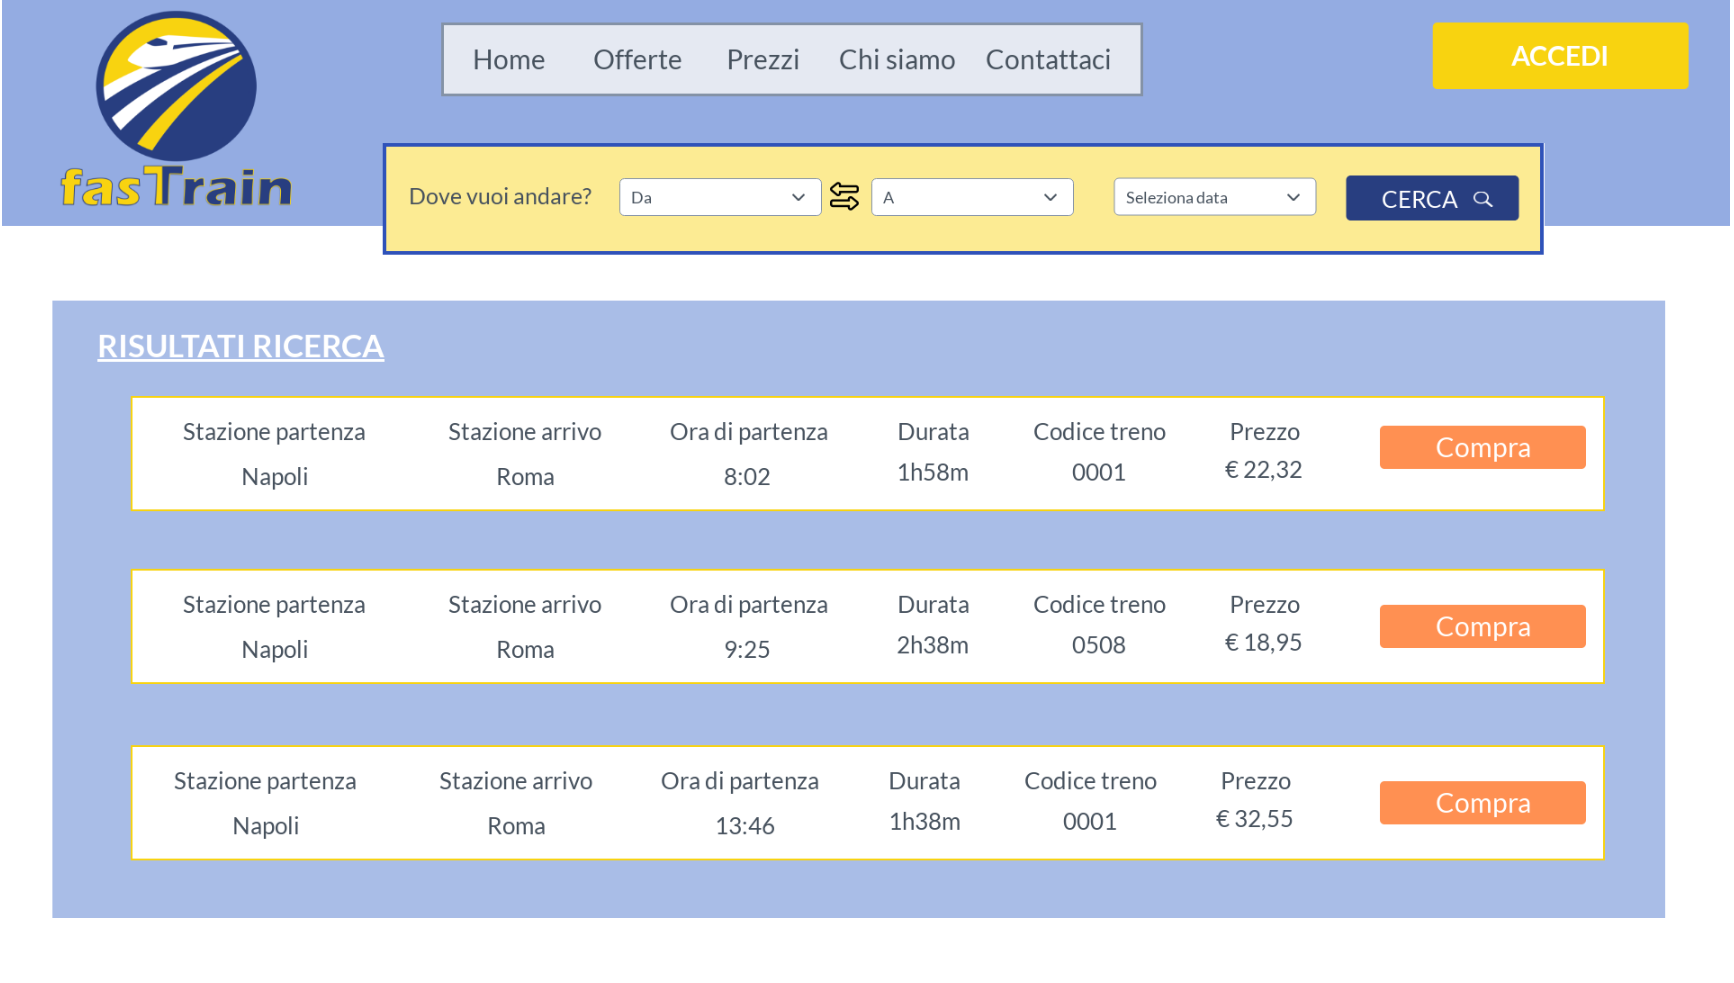 fasTrain
Home Offerte Prezzi Chi siamo Contattaci
ACCEDI
Dove vuoi andare? Da A Seleziona data CERCA
RISULTATI RICERCA
Stazione partenza Stazione arrivo Ora di partenza Durata Codice treno Prezzo
Napoli Roma 8:02 1h58m 0001 € 22,32
Compra
Stazione partenza Stazione arrivo Ora di partenza Durata Codice treno Prezzo
Napoli Roma 9:25 2h38m 0508 € 18,95
Compra
Stazione partenza Stazione arrivo Ora di partenza Durata Codice treno Prezzo
Napoli Roma 13:46 1h38m 0001 € 32,55
Compra